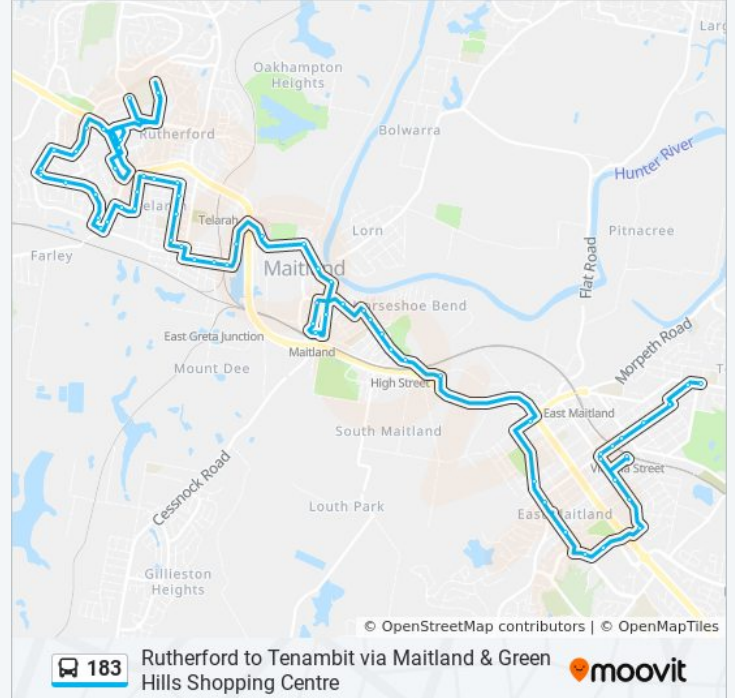 Oakhampton
Heights
Bolwarra
Rutherford
Hunter River
Telarah
Lorn
Pitnacree
Farley
Maitland
Flat Road
Horseshoe Bend
East Greta Junction
Maitland
Mount Dee
High Street
Morpeth Road
East Maitland
South Maitland
Victoria Street
Cessnock Road
Louth Park
East Maitland
Gillieston
Heights
© OpenStreetMap contributors | © OpenMapTiles
183
Rutherford to Tenambit via Maitland & Green
Hills Shopping Centre
moovit